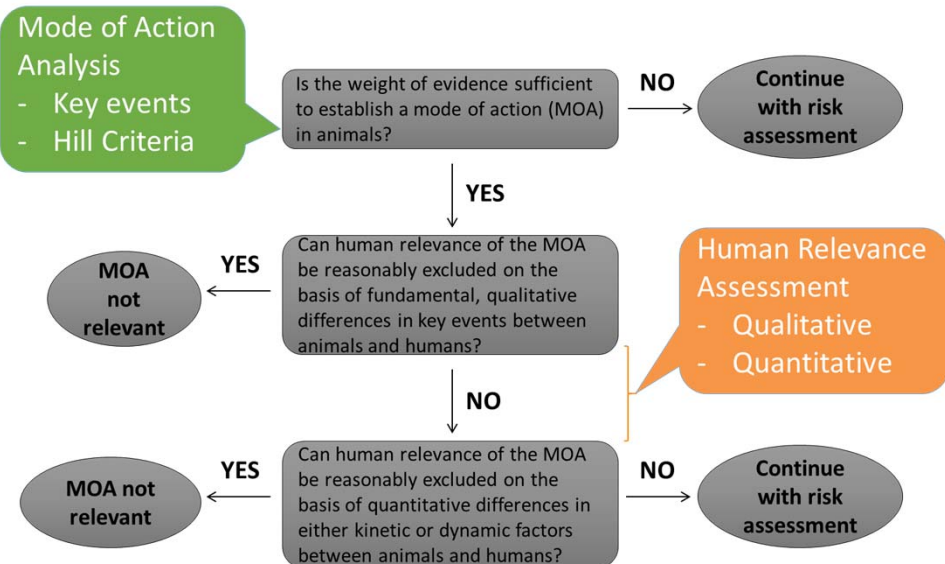 Mode of Action
Analysis
- Key events
- Hill Criteria
Is the weight of evidence sufficient
to establish a mode of action (MOA)
in animals?
NO
Continue
with risk
assessment
YES
Can human relevance of the MOA
be reasonably excluded on the
basis of fundamental, qualitative
differences in key events between
animals and humans?
YES
MOA
not
relevant
Human Relevance
Assessment
- Qualitative
- Quantitative
NO
Can human relevance of the MOA
be reasonably excluded on the
basis of quantitative differences in
either kinetic or dynamic factors
between animals and humans?
YES
MOA not
relevant
NO
Continue
with risk
assessment